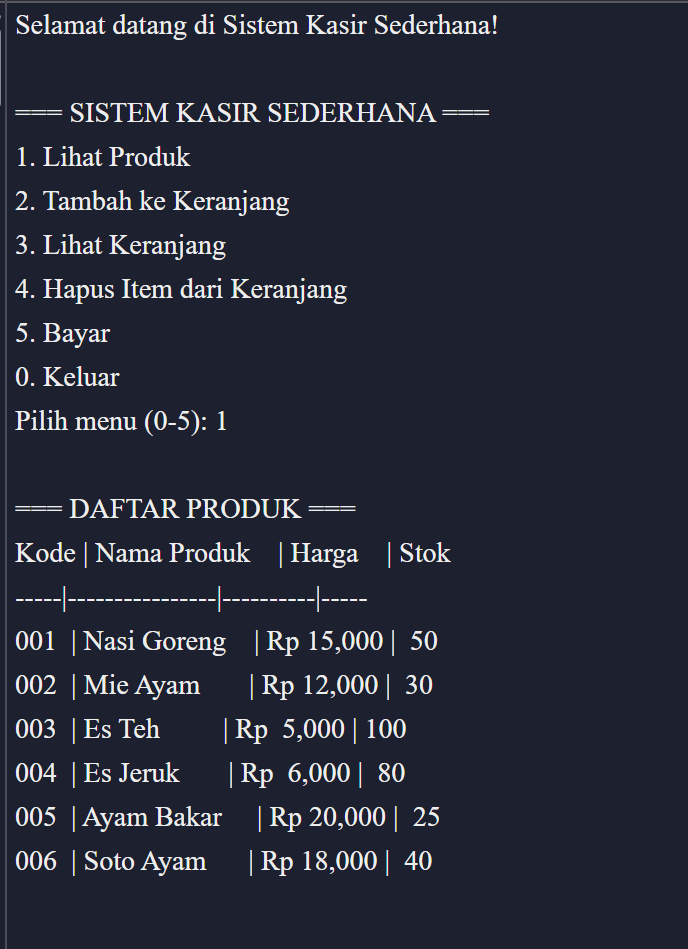 Selamat datang di Sistem Kasir Sederhana!
=== SISTEM KASIR SEDERHANA ===
1. Lihat Produk
2. Tambah ke Keranjang
3. Lihat Keranjang
4. Hapus Item dari Keranjang
5. Bayar
0. Keluar
Pilih menu (0-5): 1
=== DAFTAR PRODUK ===
Kode | Nama Produk    | Harga    | Stok
-----|----------------|----------|-----
001  | Nasi Goreng    | Rp 15,000 |  50
002  | Mie Ayam       | Rp 12,000 |  30
003  | Es Teh         | Rp  5,000 | 100
004  | Es Jeruk       | Rp  6,000 |  80
005  | Ayam Bakar     | Rp 20,000 |  25
006  | Soto Ayam      | Rp 18,000 |  40